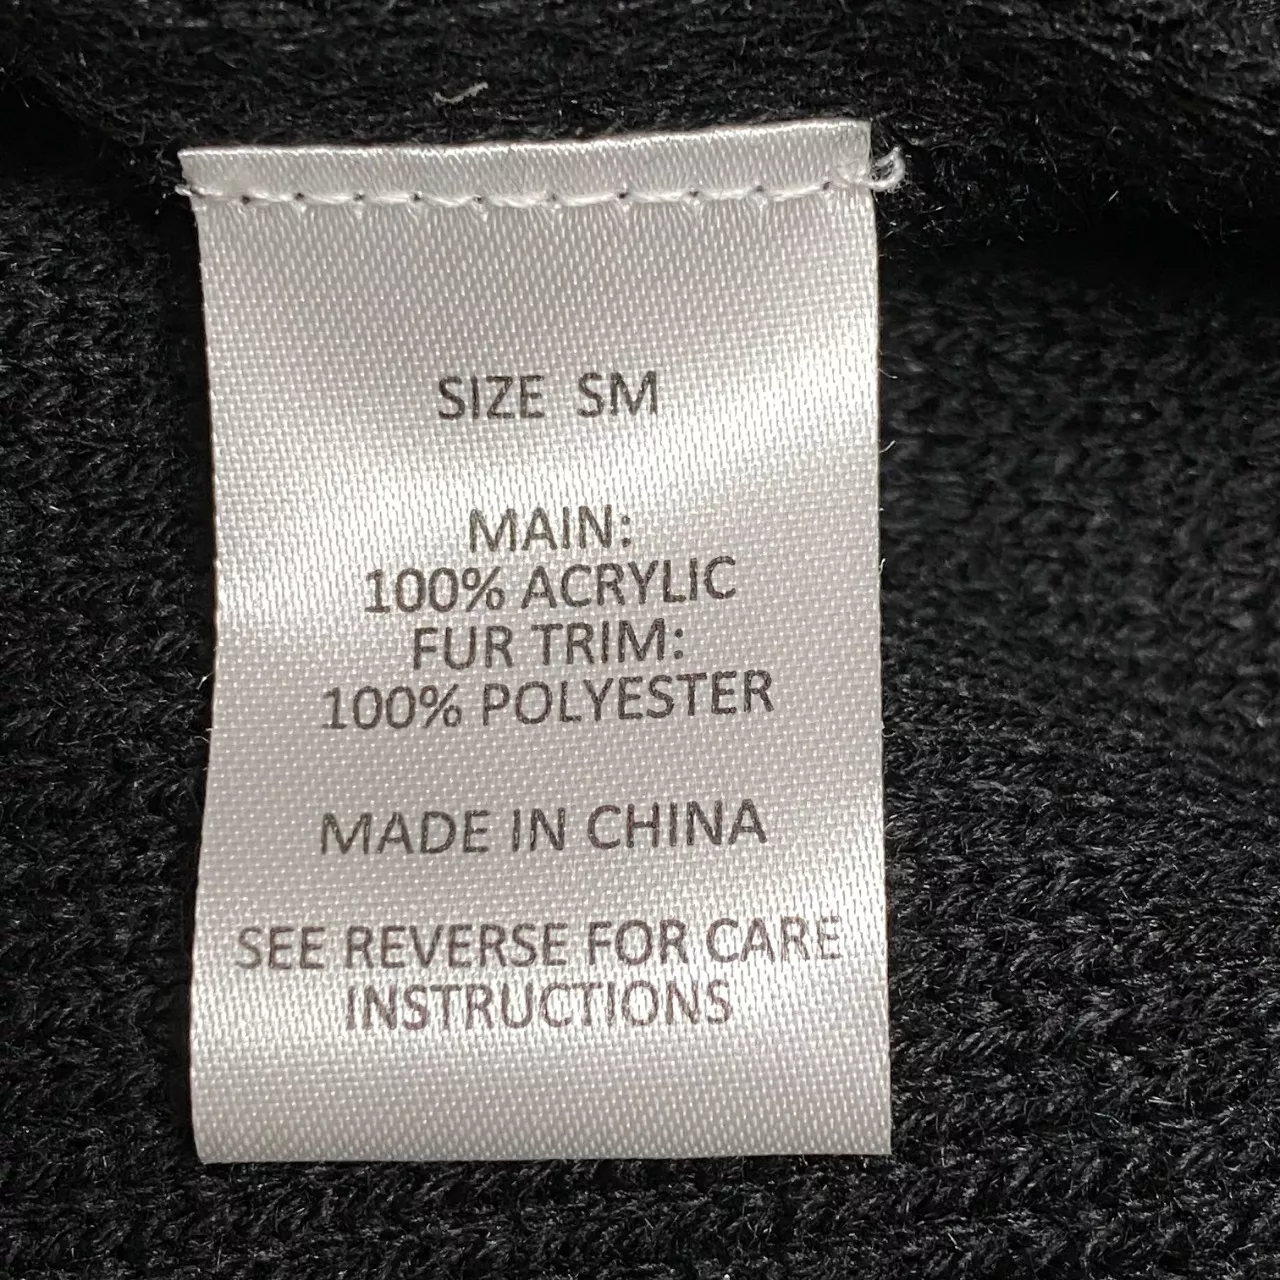 SIZE SM
MAIN:
100% ACRYLIC
FUR TRIM:
100% POLYESTER
MADE IN CHINA
SEE REVERSE FOR CARE
INSTRUCTIONS